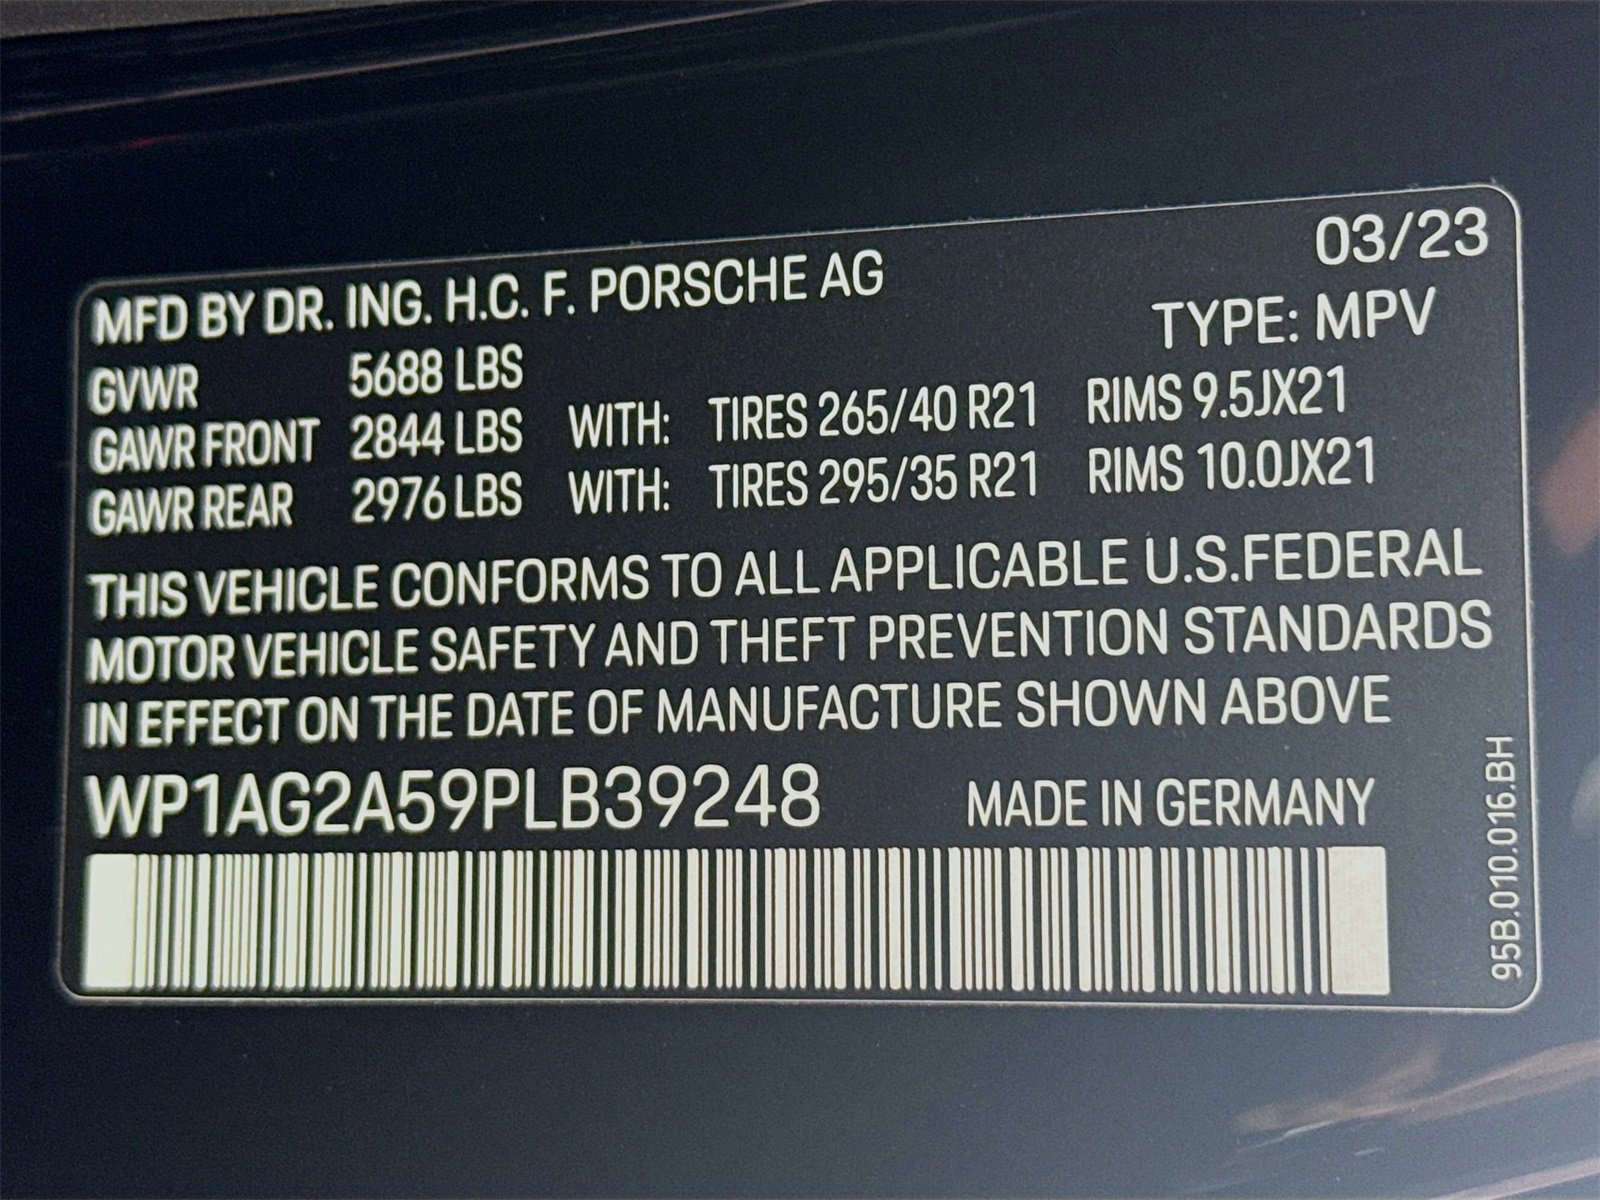 MFD BY DR. ING. H.C. F. PORSCHE AG 03/23
TYPE: MPV
GVWR 5688 LBS
GAWR FRONT 2844 LBS WITH: TIRES 265/40 R21 RIMS 9.5JX21
GAWR REAR 2976 LBS WITH: TIRES 295/35 R21 RIMS 10.0JX21
THIS VEHICLE CONFORMS TO ALL APPLICABLE U.S.FEDERAL
MOTOR VEHICLE SAFETY AND THEFT PREVENTION STANDARDS
IN EFFECT ON THE DATE OF MANUFACTURE SHOWN ABOVE
WP1AG2A59PLB39248 MADE IN GERMANY
95B.010.016.BH